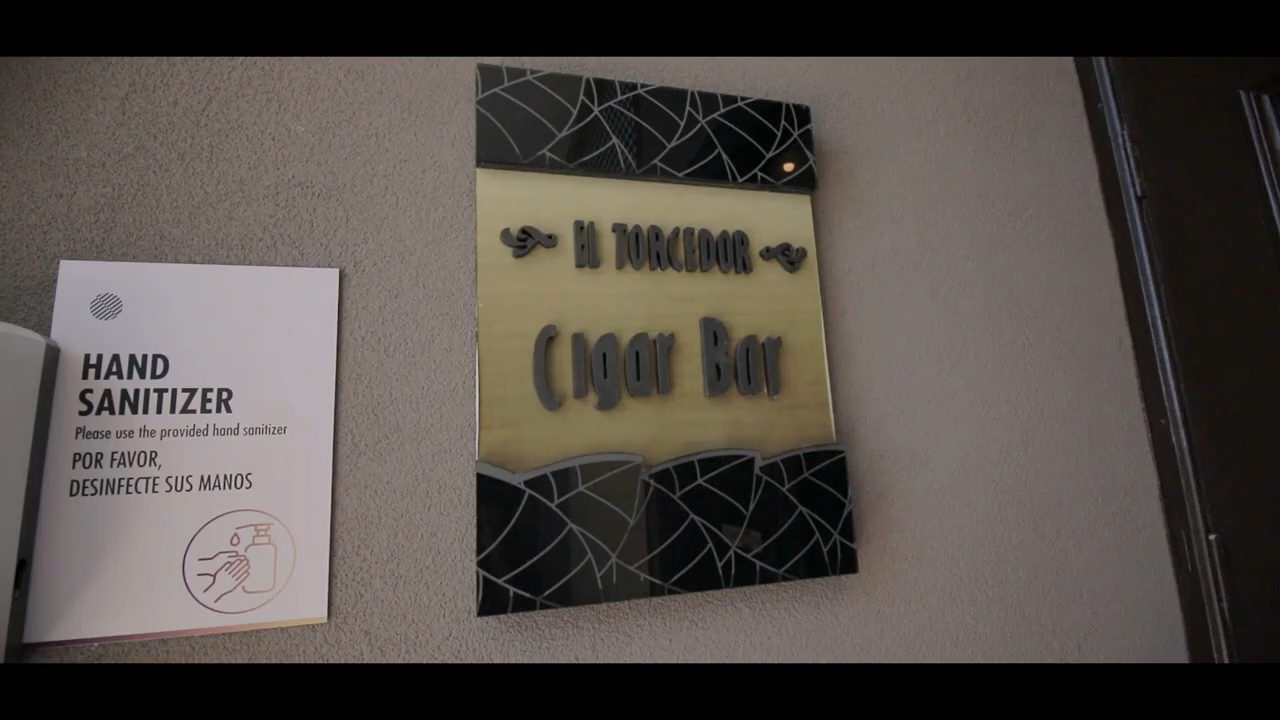 HAND
SANITIZER
Please use the provided hand sanitizer
POR FAVOR,
DESINFECTE SUS MANOS
EL TORCEDOR
Cigar Bar